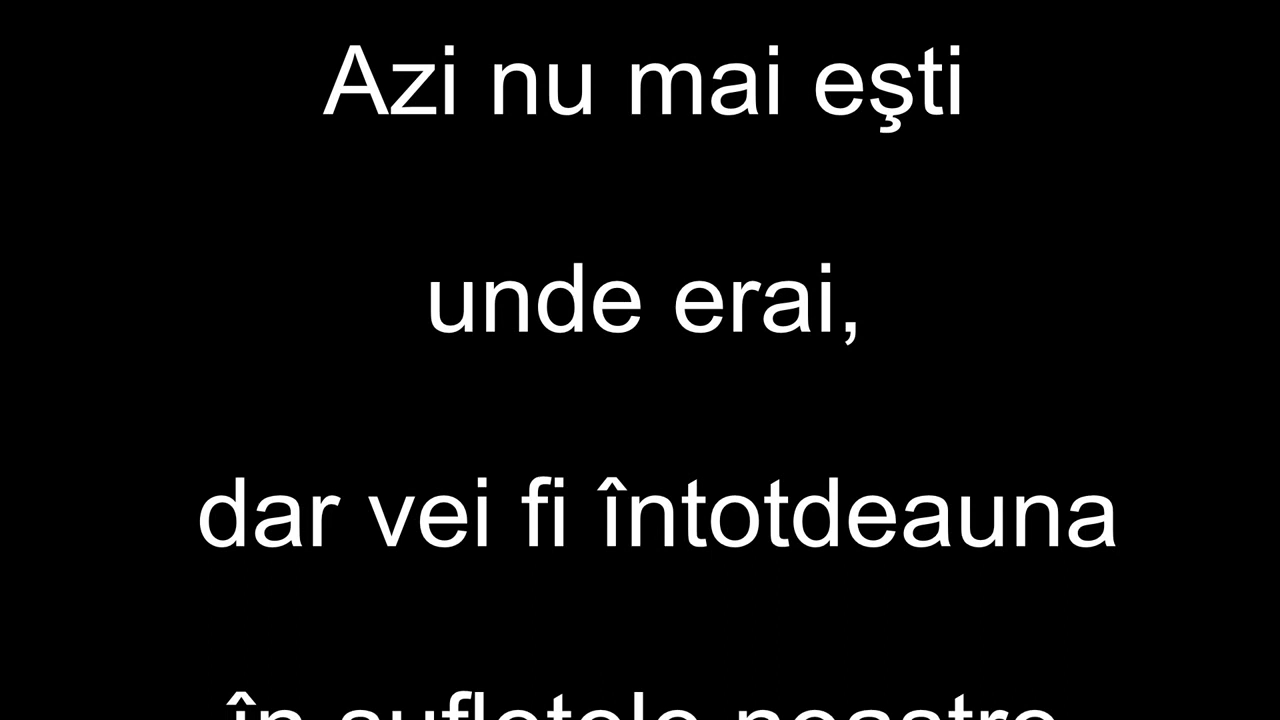 Azi nu mai eşti
unde erai,
dar vei fi întotdeauna
în sufletele noastre